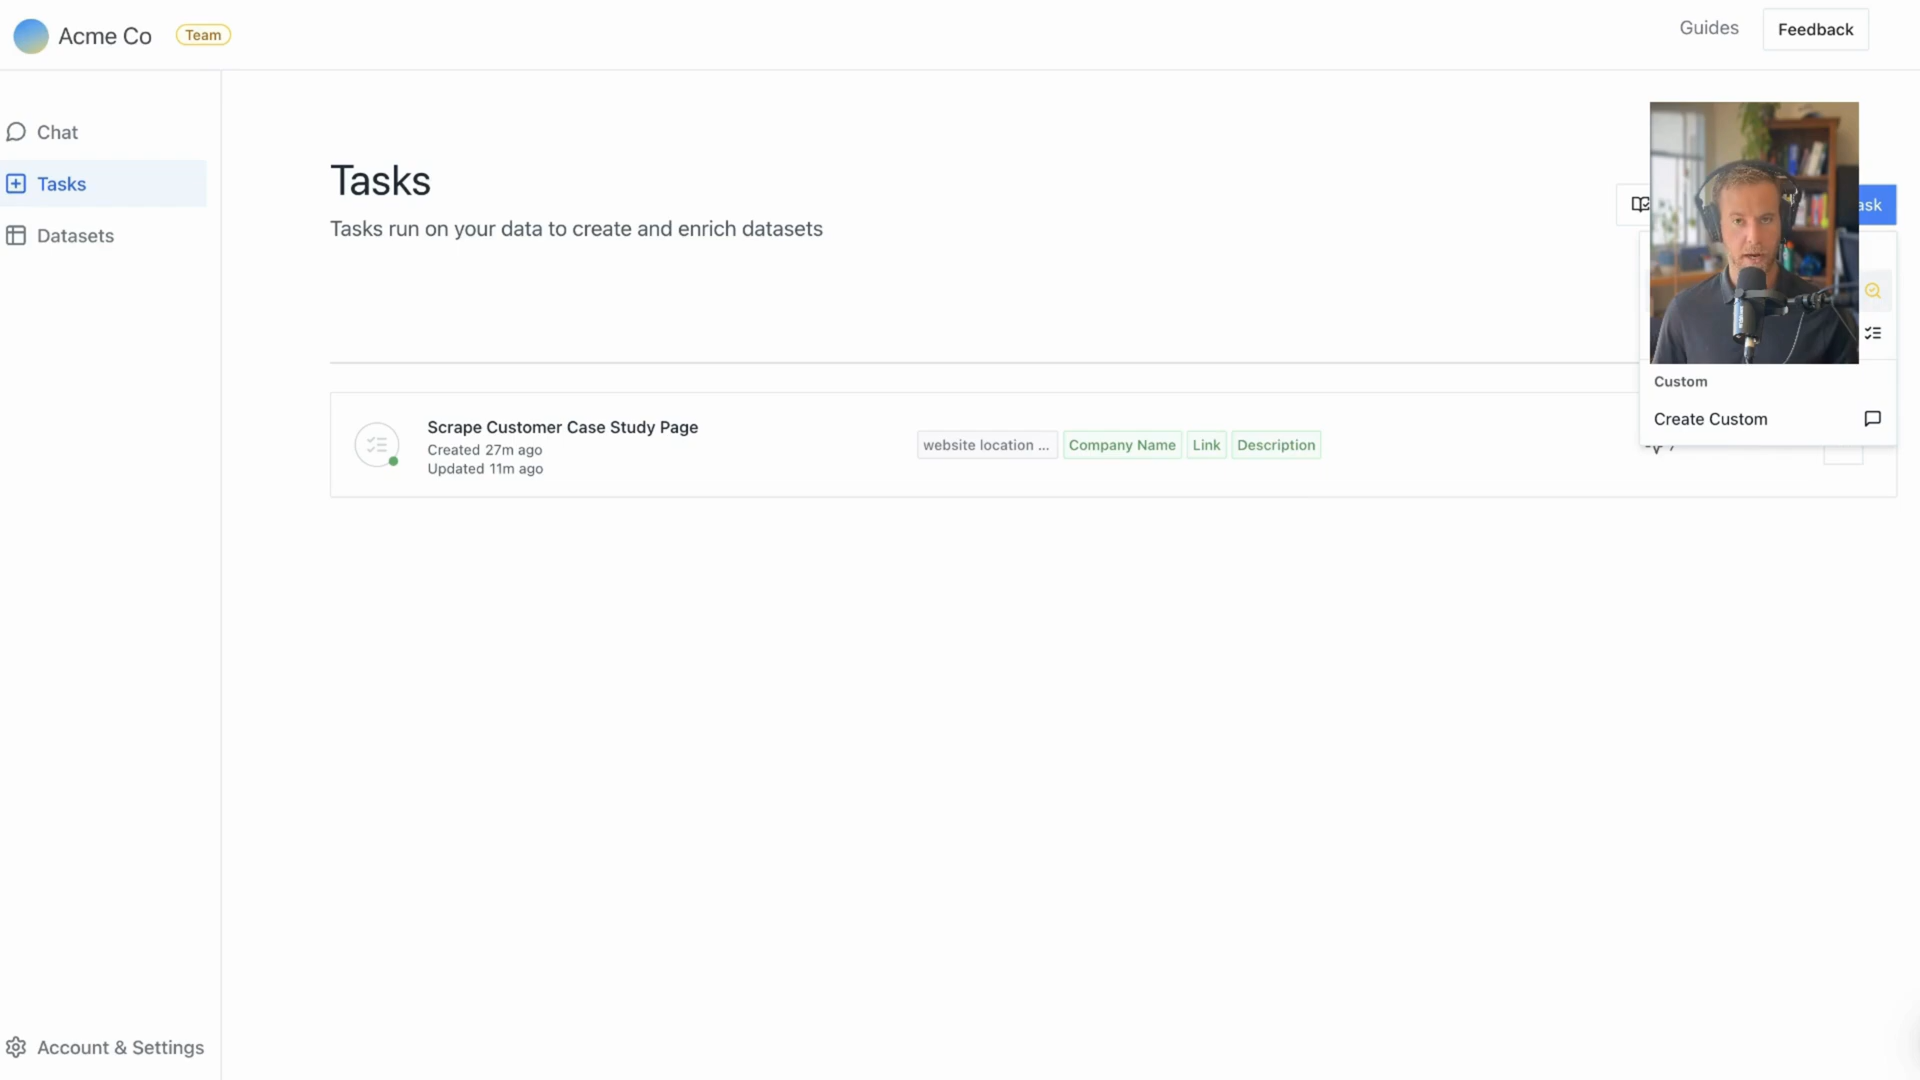 Acme Co
Team
Guides
Feedback
Chat
Tasks
Datasets
Tasks
Tasks run on your data to create and enrich datasets
ask
Custom
Create Custom
Scrape Customer Case Study Page
Created 27m ago
Updated 11m ago
website location ...
Company Name
Link
Description
Account & Settings